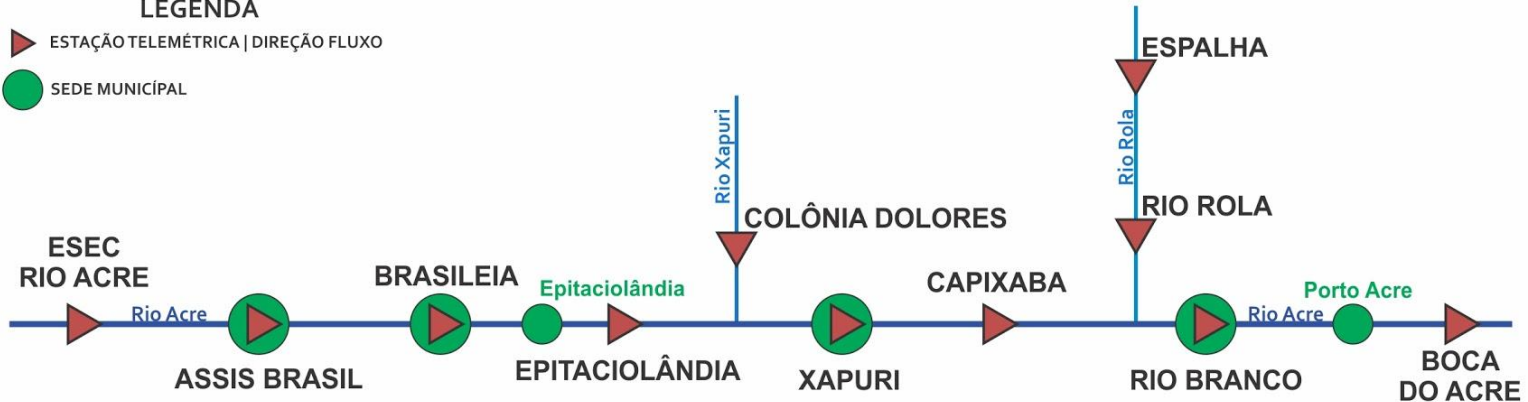 LEGENDA
ESTAÇÃO TELEMÉTRICA | DIREÇÃO FLUXO
SEDE MUNICÍPAL
ESPALHA
Rio Xapuri
Rio Rola
COLÔNIA DOLORES
RIO ROLA
ESEC
RIO ACRE
BRASILEIA
Epitaciolândia
CAPIXABA
Porto Acre
Rio Acre
Rio Acre
ASSIS BRASIL
EPITACIOLÂNDIA
XAPURI
RIO BRANCO
BOCA
DO ACRE